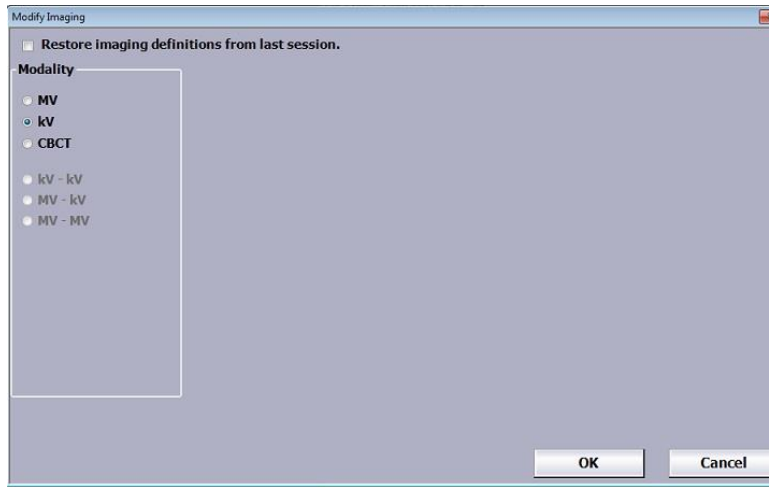 Modify Imaging
Restore imaging definitions from last session.
Modality
MV
kV
CBCT
kV - kV
MV - kV
MV - MV
OK
Cancel